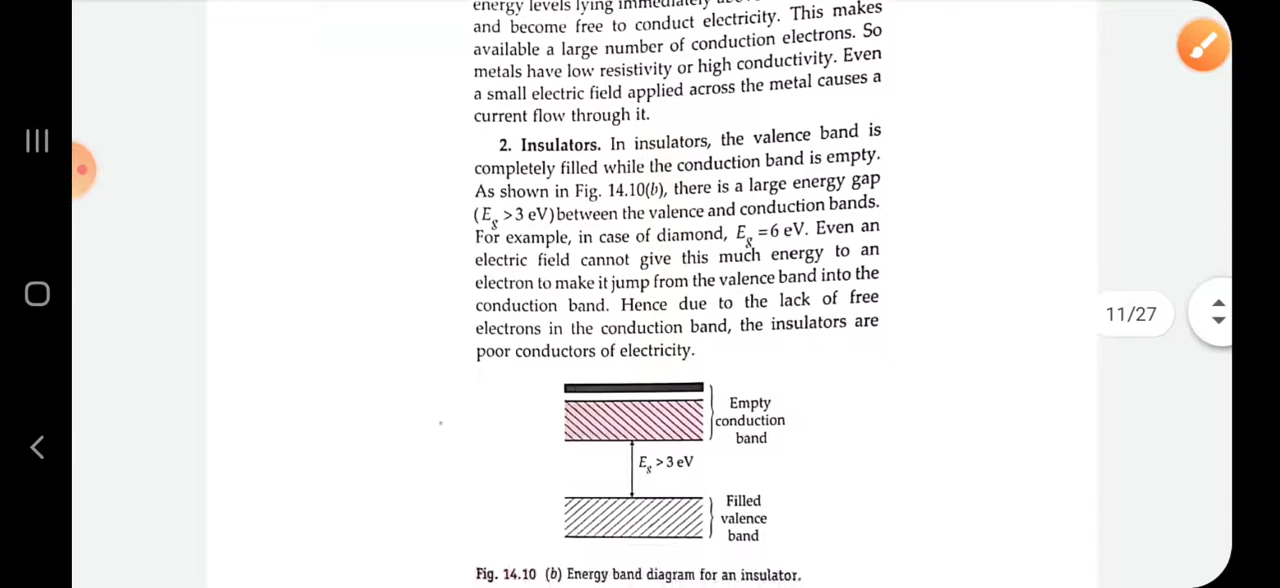 energy levels lying immediately
and become free to conduct electricity. This makes
available a large number of conduction electrons. So
metals have low resistivity or high conductivity. Even
a small electric field applied across the metal causes a
current flow through it.
2. Insulators. In insulators, the valence band is
completely filled while the conduction band is empty.
As shown in Fig. 14.10(b), there is a large energy gap
(Eg >3 eV) between the valence and conduction bands.
For example, in case of diamond, Eg =6 eV. Even an
electric field cannot give this much energy to an
electron to make it jump from the valence band into the
conduction band. Hence due to the lack of free
electrons in the conduction band, the insulators are
poor conductors of electricity.
Empty
conduction
band
Eg >3 eV
Filled
valence
band
Fig. 14.10 (b) Energy band diagram for an insulator.
11/27